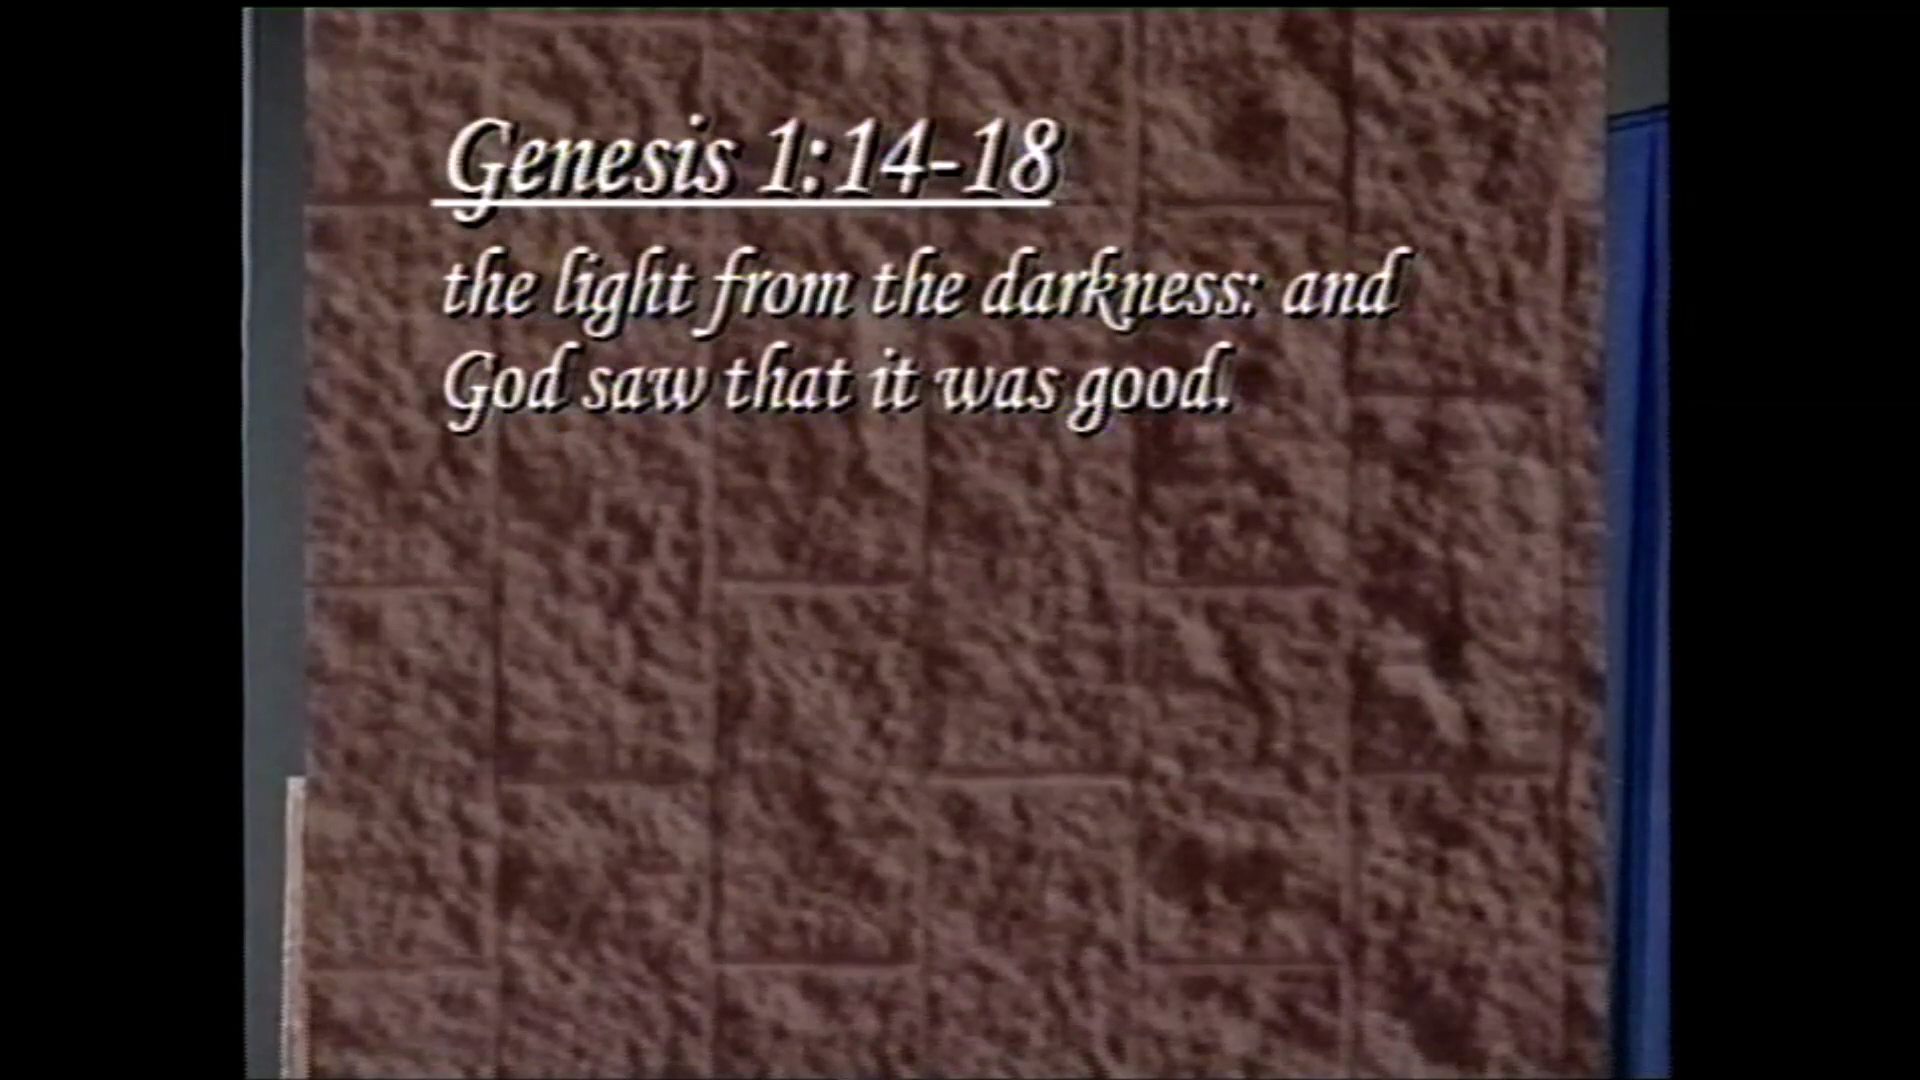 Genesis 1:14-18
the light from the darkness: and
God saw that it was good.